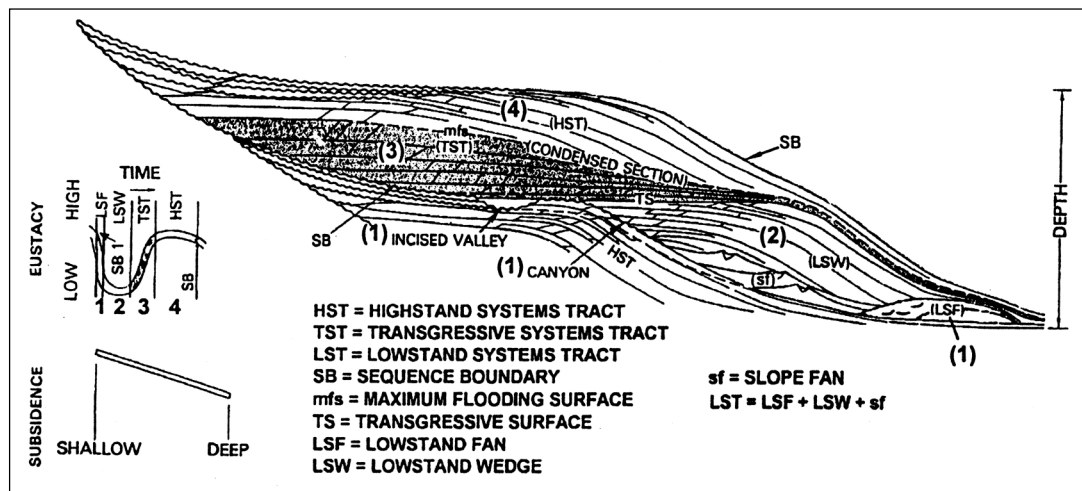 (4)
(HST)
mfs
(TST)
(3)
(CONDENSED SECTION)
SB
DEPTH
TS
TIME
HIGH
LSF
LSW
TST
HST
EUSTACY
SB 1
SB
LOW
1 2 3 4
SB
(1) INCISED VALLEY
(1) CANYON
HST
(2)
(LSW)
(sf)
(LSF)
(1)
HST = HIGHSTAND SYSTEMS TRACT
TST = TRANSGRESSIVE SYSTEMS TRACT
LST = LOWSTAND SYSTEMS TRACT
SB = SEQUENCE BOUNDARY
mfs = MAXIMUM FLOODING SURFACE
TS = TRANSGRESSIVE SURFACE
LSF = LOWSTAND FAN
LSW = LOWSTAND WEDGE
sf = SLOPE FAN
LST = LSF + LSW + sf
SUBSIDENCE
SHALLOW
DEEP